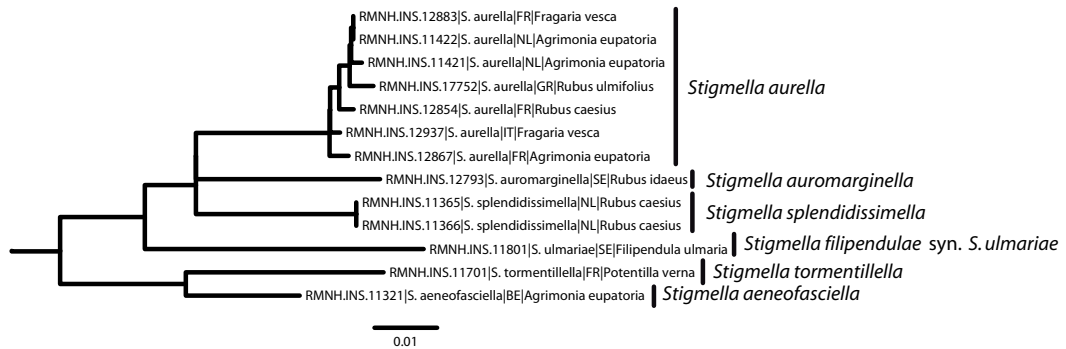 RMNH.INS.12883|S. aurella|FR|Fragaria vesca
RMNH.INS.11422|S. aurella|NL|Agrimonia eupatoria
RMNH.INS.11421|S. aurella|NL|Agrimonia eupatoria
RMNH.INS.17752|S. aurella|GR|Rubus ulmifolius
RMNH.INS.12854|S. aurella|FR|Rubus caesius
RMNH.INS.12937|S. aurella|IT|Fragaria vesca
RMNH.INS.12867|S. aurella|FR|Agrimonia eupatoria
Stigmella aurella
RMNH.INS.12793|S. auromarginella|SE|Rubus idaeus
Stigmella auromarginella
RMNH.INS.11365|S. splendidissimella|NL|Rubus caesius
RMNH.INS.11366|S. splendidissimella|NL|Rubus caesius
Stigmella splendidissimella
RMNH.INS.11801|S. ulmariae|SE|Filipendula ulmaria
Stigmella filipendulae syn. S. ulmariae
RMNH.INS.11701|S. tormentillella|FR|Potentilla verna
Stigmella tormentillella
RMNH.INS.11321|S. aeneofasciella|BE|Agrimonia eupatoria
Stigmella aeneofasciella
0.01